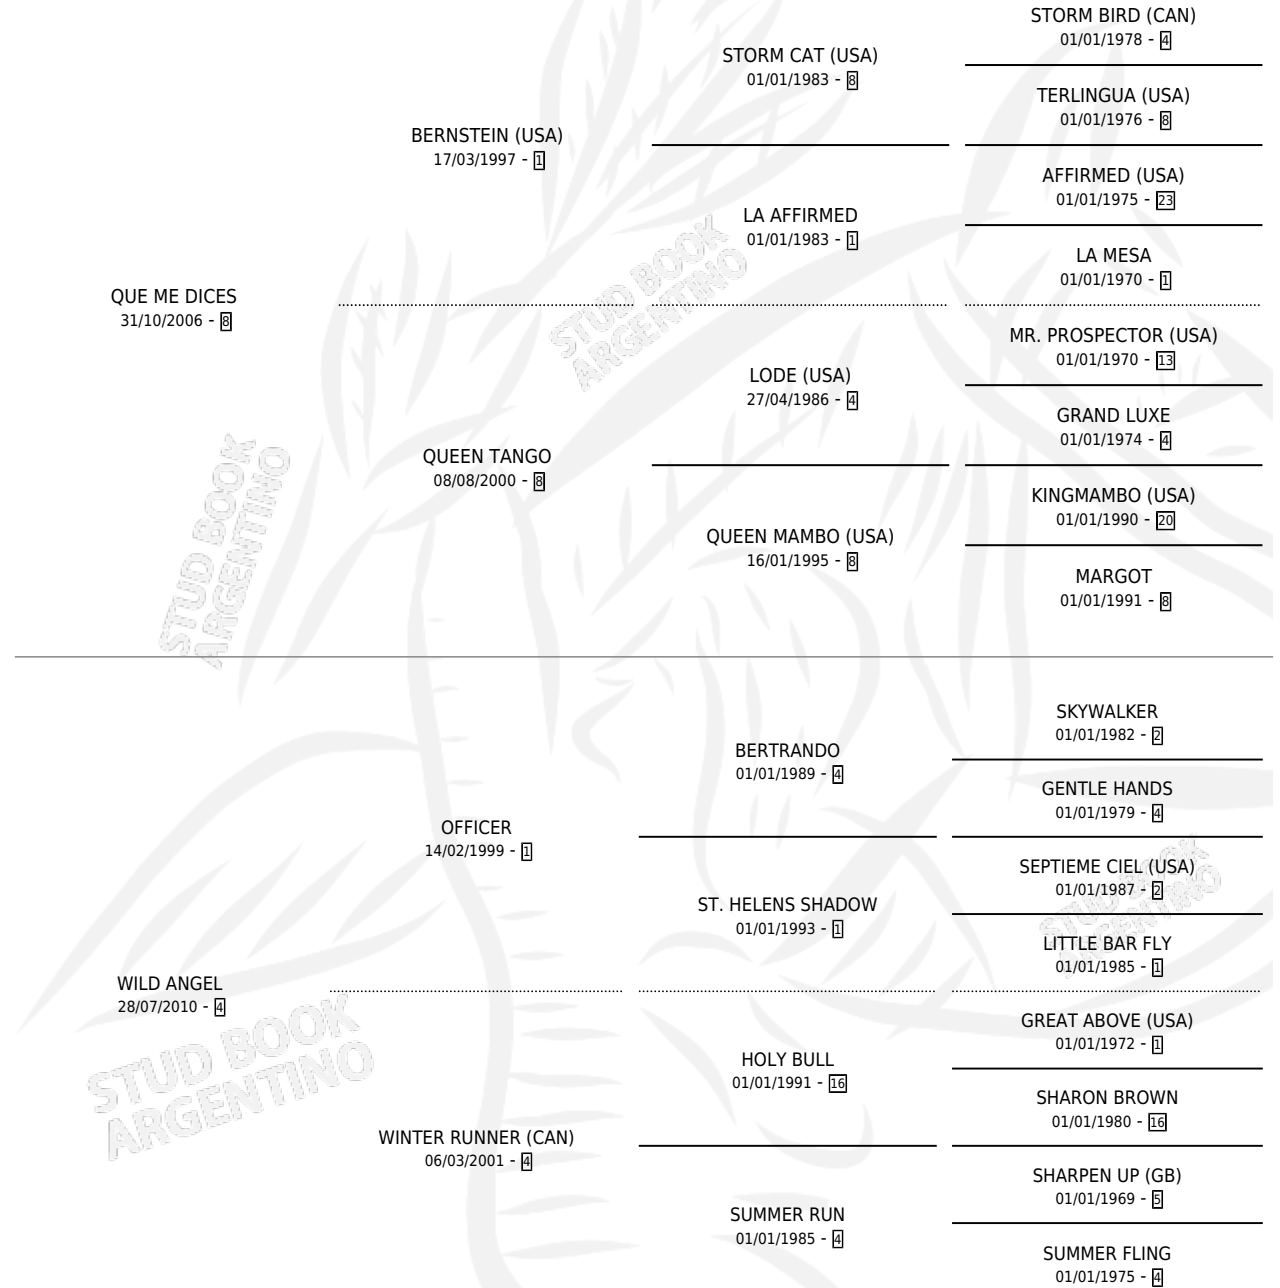 STORM BIRD (CAN)
01/01/1978 - 4
STORM CAT (USA)
01/01/1983 - 8
TERLINGUA (USA)
01/01/1976 - 8
BERNSTEIN (USA)
17/03/1997 - 1
AFFIRMED (USA)
01/01/1975 - 23
LA AFFIRMED
01/01/1983 - 1
LA MESA
01/01/1970 - 1
QUE ME DICES
31/10/2006 - 8
STUD BOOK
ARGENTINO
MR. PROSPECTOR (USA)
01/01/1970 - 13
LODE (USA)
27/04/1986 - 4
GRAND LUXE
01/01/1974 - 4
QUEEN TANGO
08/08/2000 - 8
KINGMAMBO (USA)
01/01/1990 - 20
QUEEN MAMBO (USA)
16/01/1995 - 8
MARGOT
01/01/1991 - 8
STUD BOOK
ARGENTINO
SKYWALKER
01/01/1982 - 2
BERTRANDO
01/01/1989 - 4
GENTLE HANDS
01/01/1979 - 4
OFFICER
14/02/1999 - 1
SEPTIEME CIEL (USA)
01/01/1987 - 2
ST. HELENS SHADOW
01/01/1993 - 1
STUD BOOK
ARGENTINO
LITTLE BAR FLY
01/01/1985 - 1
WILD ANGEL
28/07/2010 - 4
GREAT ABOVE (USA)
01/01/1972 - 1
HOLY BULL
01/01/1991 - 16
STUD BOOK
ARGENTINO
SHARON BROWN
01/01/1980 - 16
WINTER RUNNER (CAN)
06/03/2001 - 4
SHARPEN UP (GB)
01/01/1969 - 5
SUMMER RUN
01/01/1985 - 4
SUMMER FLING
01/01/1975 - 4